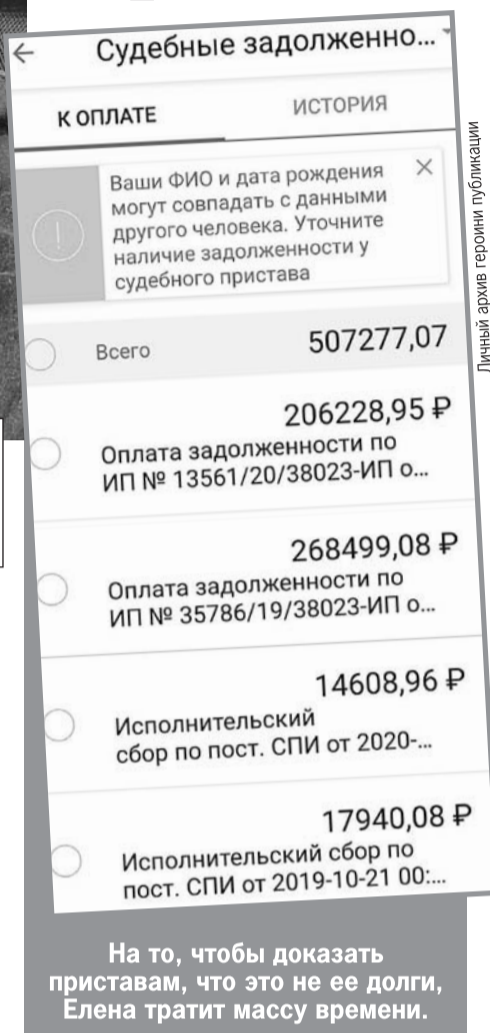 Судебные задолженно...
К ОПЛАТЕ
ИСТОРИЯ
Ваши ФИО и дата рождения
могут совпадать с данными
другого человека. Уточните
наличие задолженности у
судебного пристава
Всего
507277,07
206228,95 ₽
Оплата задолженности по
ИП № 13561/20/38023-ИП о...
268499,08 ₽
Оплата задолженности по
ИП № 35786/19/38023-ИП о...
14608,96 ₽
Исполнительский
сбор по пост. СПИ от 2020-...
17940,08 ₽
Исполнительский сбор по
пост. СПИ от 2019-10-21 00:...
Личный архив героини публикации
На то, чтобы доказать
приставам, что это не ее долги,
Елена тратит массу времени.